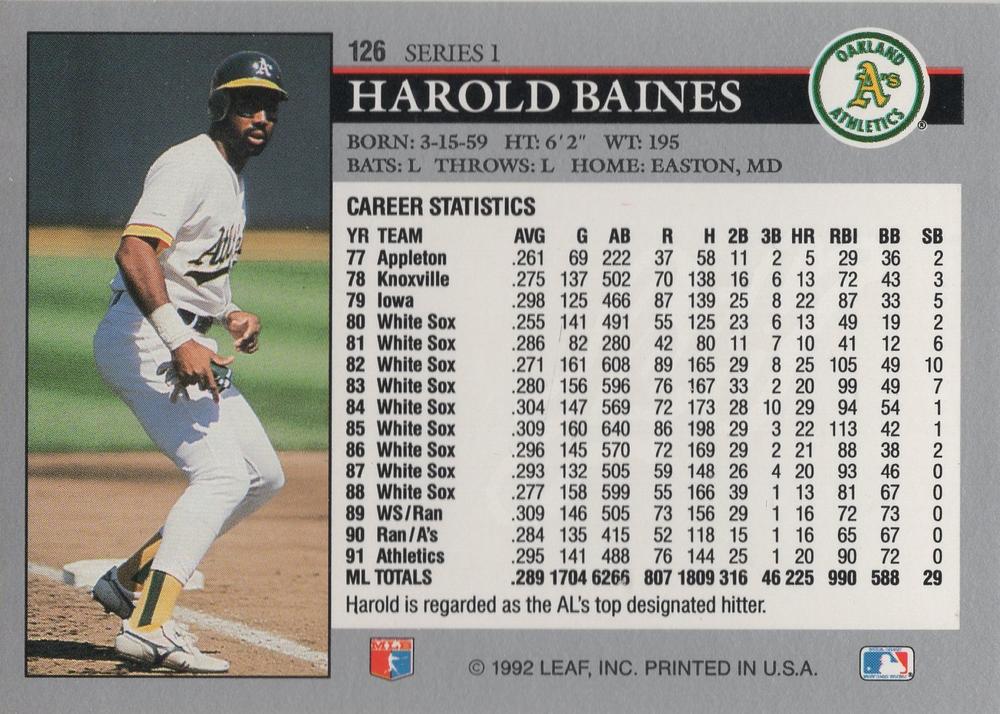 126 SERIES 1
HAROLD BAINES
OAKLAND
A's
ATHLETICS
®
BORN: 3-15-59 HT: 6' 2" WT: 195
BATS: L THROWS: L HOME: EASTON, MD
A
Athle
CAREER STATISTICS
YR TEAM AVG G AB R H 2B 3B HR RBI BB SB
77 Appleton .261 69 222 37 58 11 2 5 29 36 2
78 Knoxville .275 137 502 70 138 16 6 13 72 43 3
79 Iowa .298 125 466 87 139 25 8 22 87 33 5
80 White Sox .255 141 491 55 125 23 6 13 49 19 2
81 White Sox .286 82 280 42 80 11 7 10 41 12 6
82 White Sox .271 161 608 89 165 29 8 25 105 49 10
83 White Sox .280 156 596 76 167 33 2 20 99 49 7
84 White Sox .304 147 569 72 173 28 10 29 94 54 1
85 White Sox .309 160 640 86 198 29 3 22 113 42 1
86 White Sox .296 145 570 72 169 29 2 21 88 38 2
87 White Sox .293 132 505 59 148 26 4 20 93 46 0
88 White Sox .277 158 599 55 166 39 1 13 81 67 0
89 WS/Ran .309 146 505 73 156 29 1 16 72 73 0
90 Ran/A's .284 135 415 52 118 15 1 16 65 67 0
91 Athletics .295 141 488 76 144 25 1 20 90 72 0
ML TOTALS .289 1704 6266 807 1809 316 46 225 990 588 29
Harold is regarded as the AL's top designated hitter.
© 1992 LEAF, INC. PRINTED IN U.S.A.